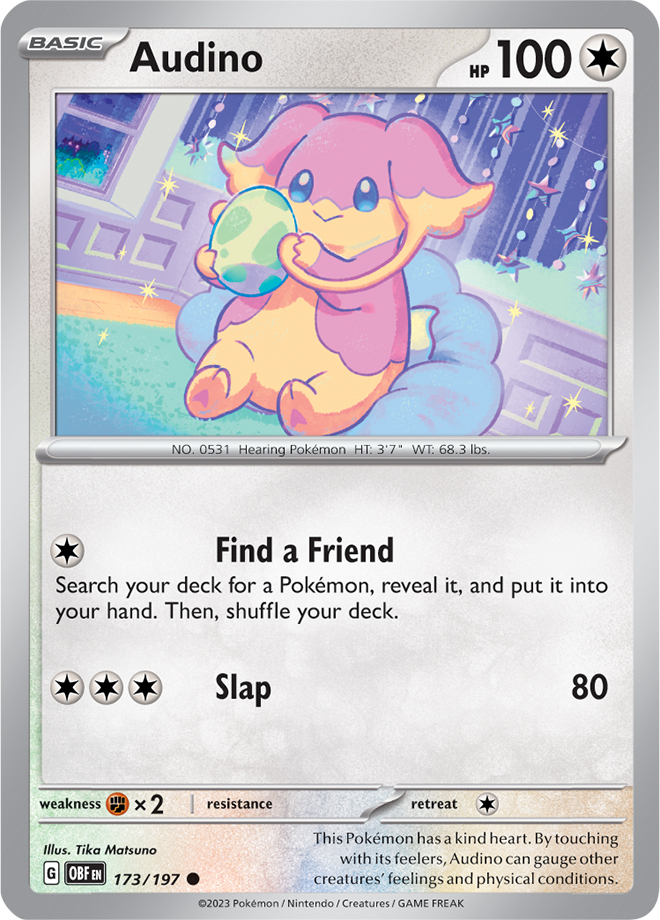 BASIC
Audino
HP 100
NO. 0531 Hearing Pokémon HT: 3'7" WT: 68.3 lbs.
Find a Friend
Search your deck for a Pokémon, reveal it, and put it into
your hand. Then, shuffle your deck.
Slap 80
weakness ×2 resistance retreat
Illus. Tika Matsuno
G OBF EN 173/197
This Pokémon has a kind heart. By touching
with its feelers, Audino can gauge other
creatures' feelings and physical conditions.
©2023 Pokémon / Nintendo / Creatures / GAME FREAK